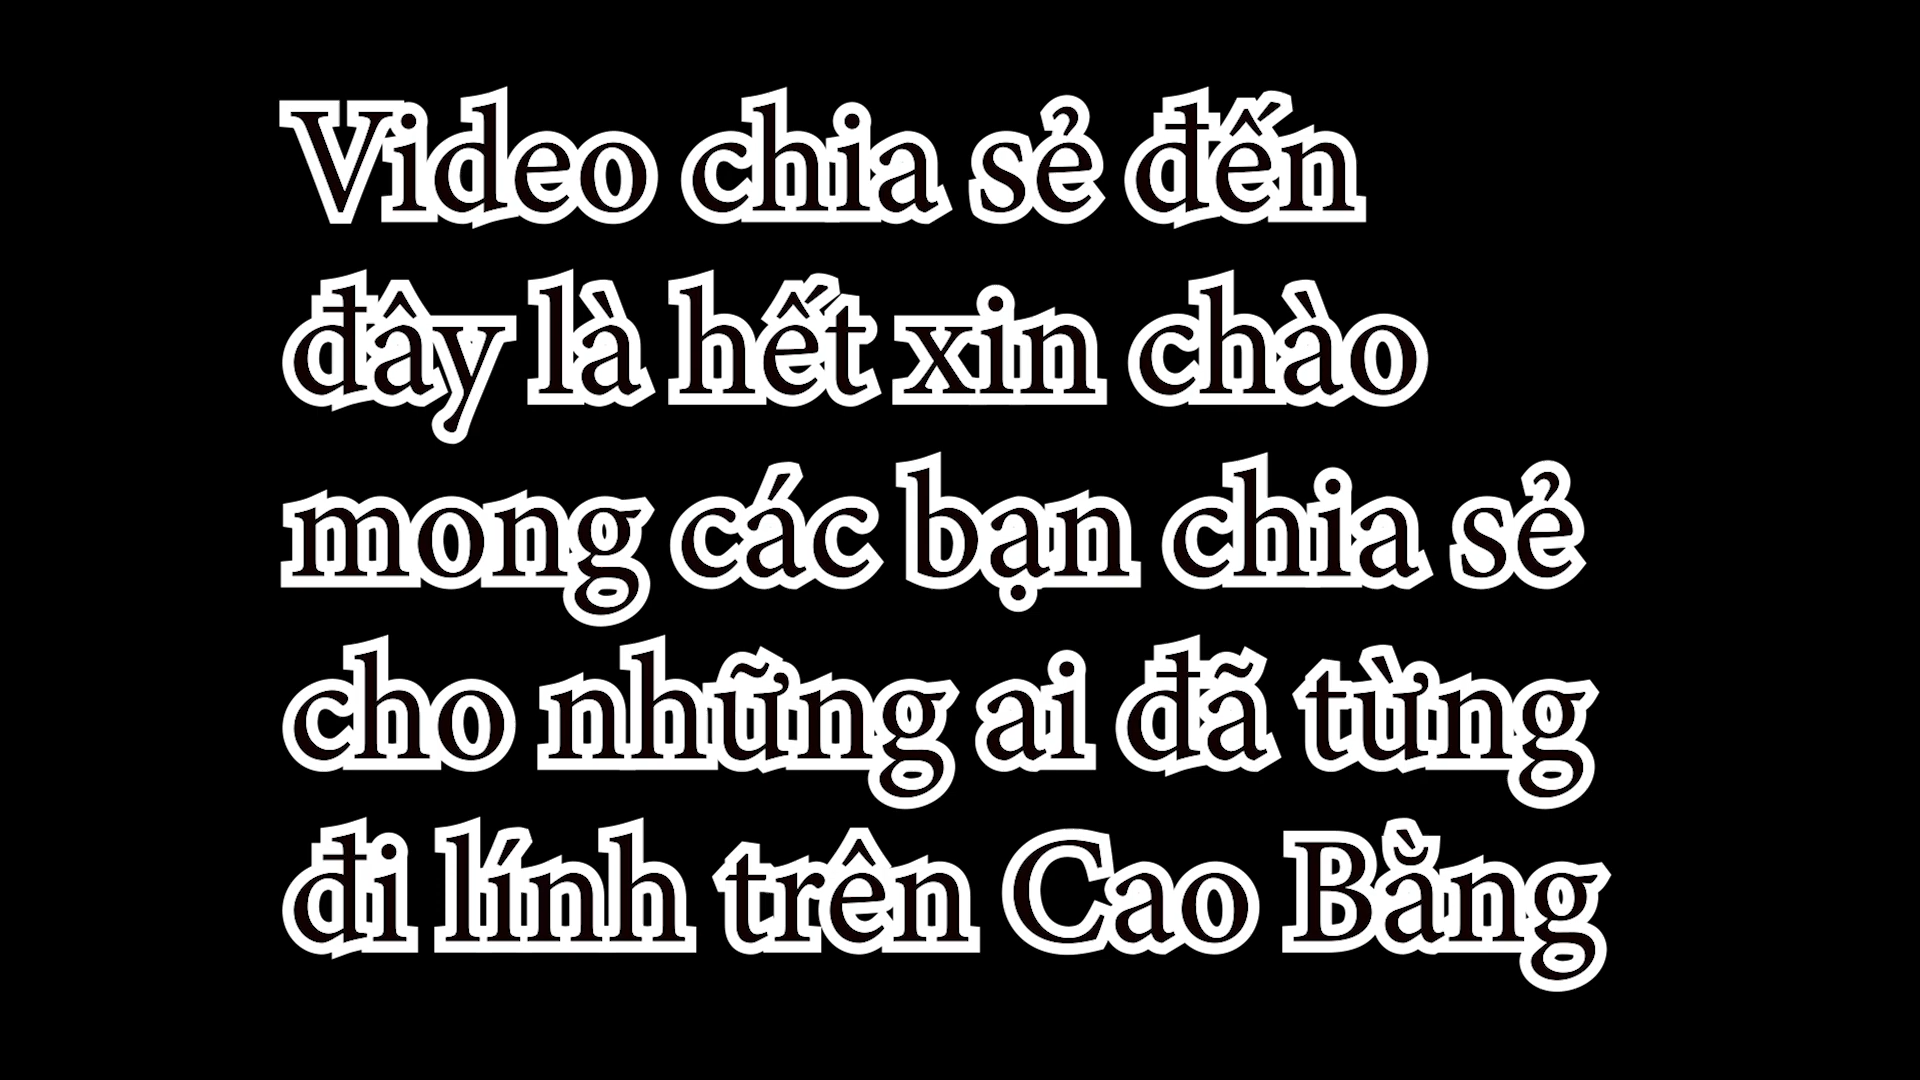 Video chia sẻ đến
đây là hết xin chào
mong các bạn chia sẻ
cho những ai đã từng
đi lính trên Cao Bằng